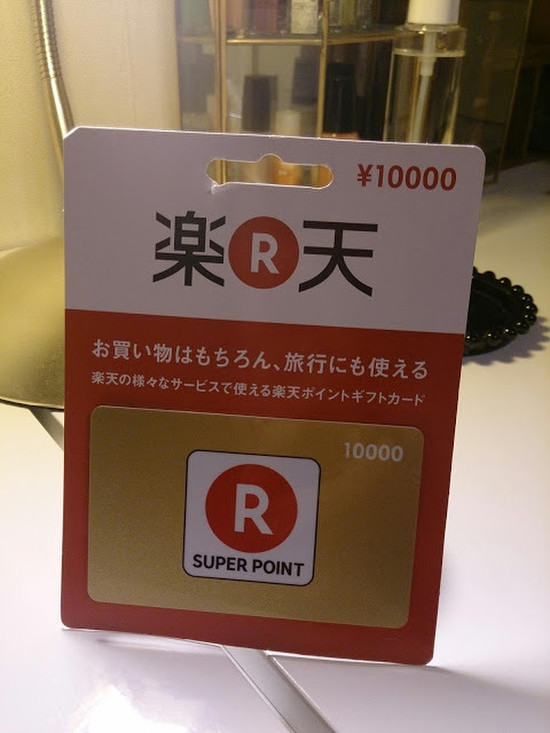 ¥10000
楽R天
お買い物はもちろん、旅行にも使える
楽天の様々なサービスで使える楽天ポイントギフトカード
10000
R
SUPER POINT